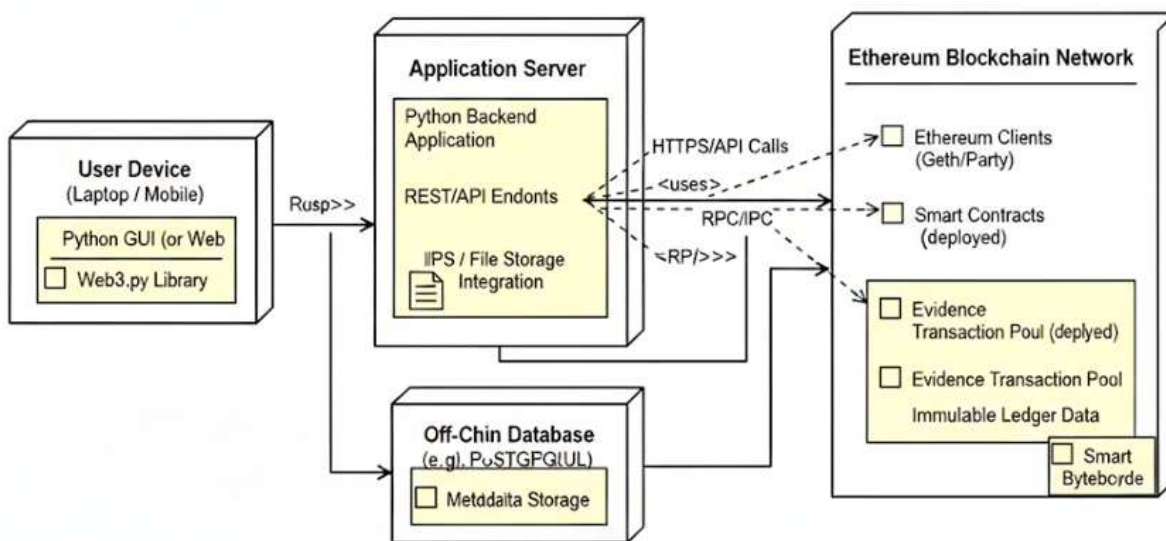 User Device
(Laptop / Mobile)
Python GUI (or Web
Web3.py Library
Rusp>>
Application Server
Python Backend
Application
REST/API Endonts
IPS / File Storage
Integration
HTTPS/API Calls
<uses>
RPC/IPC
<RP/>>>
Off-Chin Database
(e.g), PoSTGPG(UL)
Metddaita Storage
Ethereum Blockchain Network
Ethereum Clients
(Geth/Party)
Smart Contracts
(deployed)
Evidence
Transaction Poul (deplyed)
Evidence Transaction Pool
Immulable Ledger Data
Smart
Byteborde